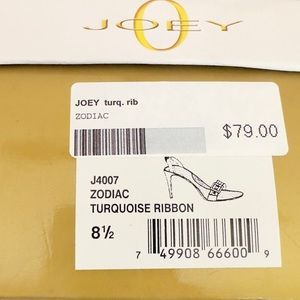 JOEY
O
JOEY turq. rib
ZODIAC
$79.00
J4007
ZODIAC
TURQUOISE RIBBON
8½
7 49908 66600 9